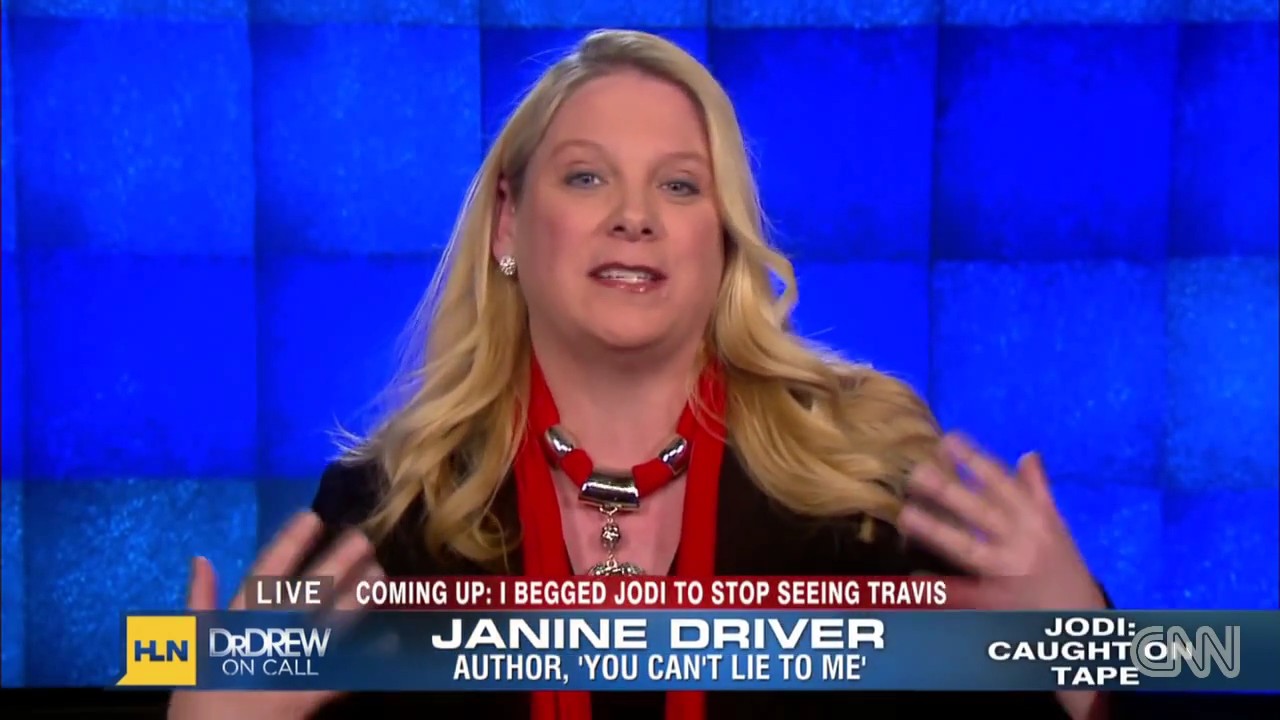 LIVE COMING UP: I BEGGED JODI TO STOP SEEING TRAVIS
HLN
DRDREW
ON CALL
JANINE DRIVER
AUTHOR, 'YOU CAN'T LIE TO ME'
JODI:
CAUGHT ON
TAPE
CNN